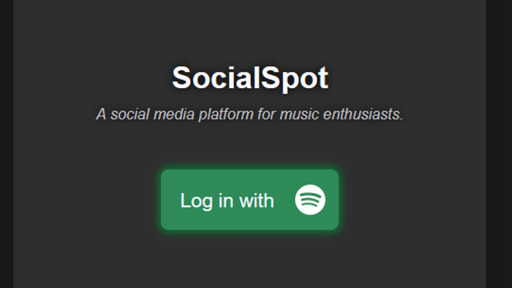 SocialSpot
A social media platform for music enthusiasts.
Log in with